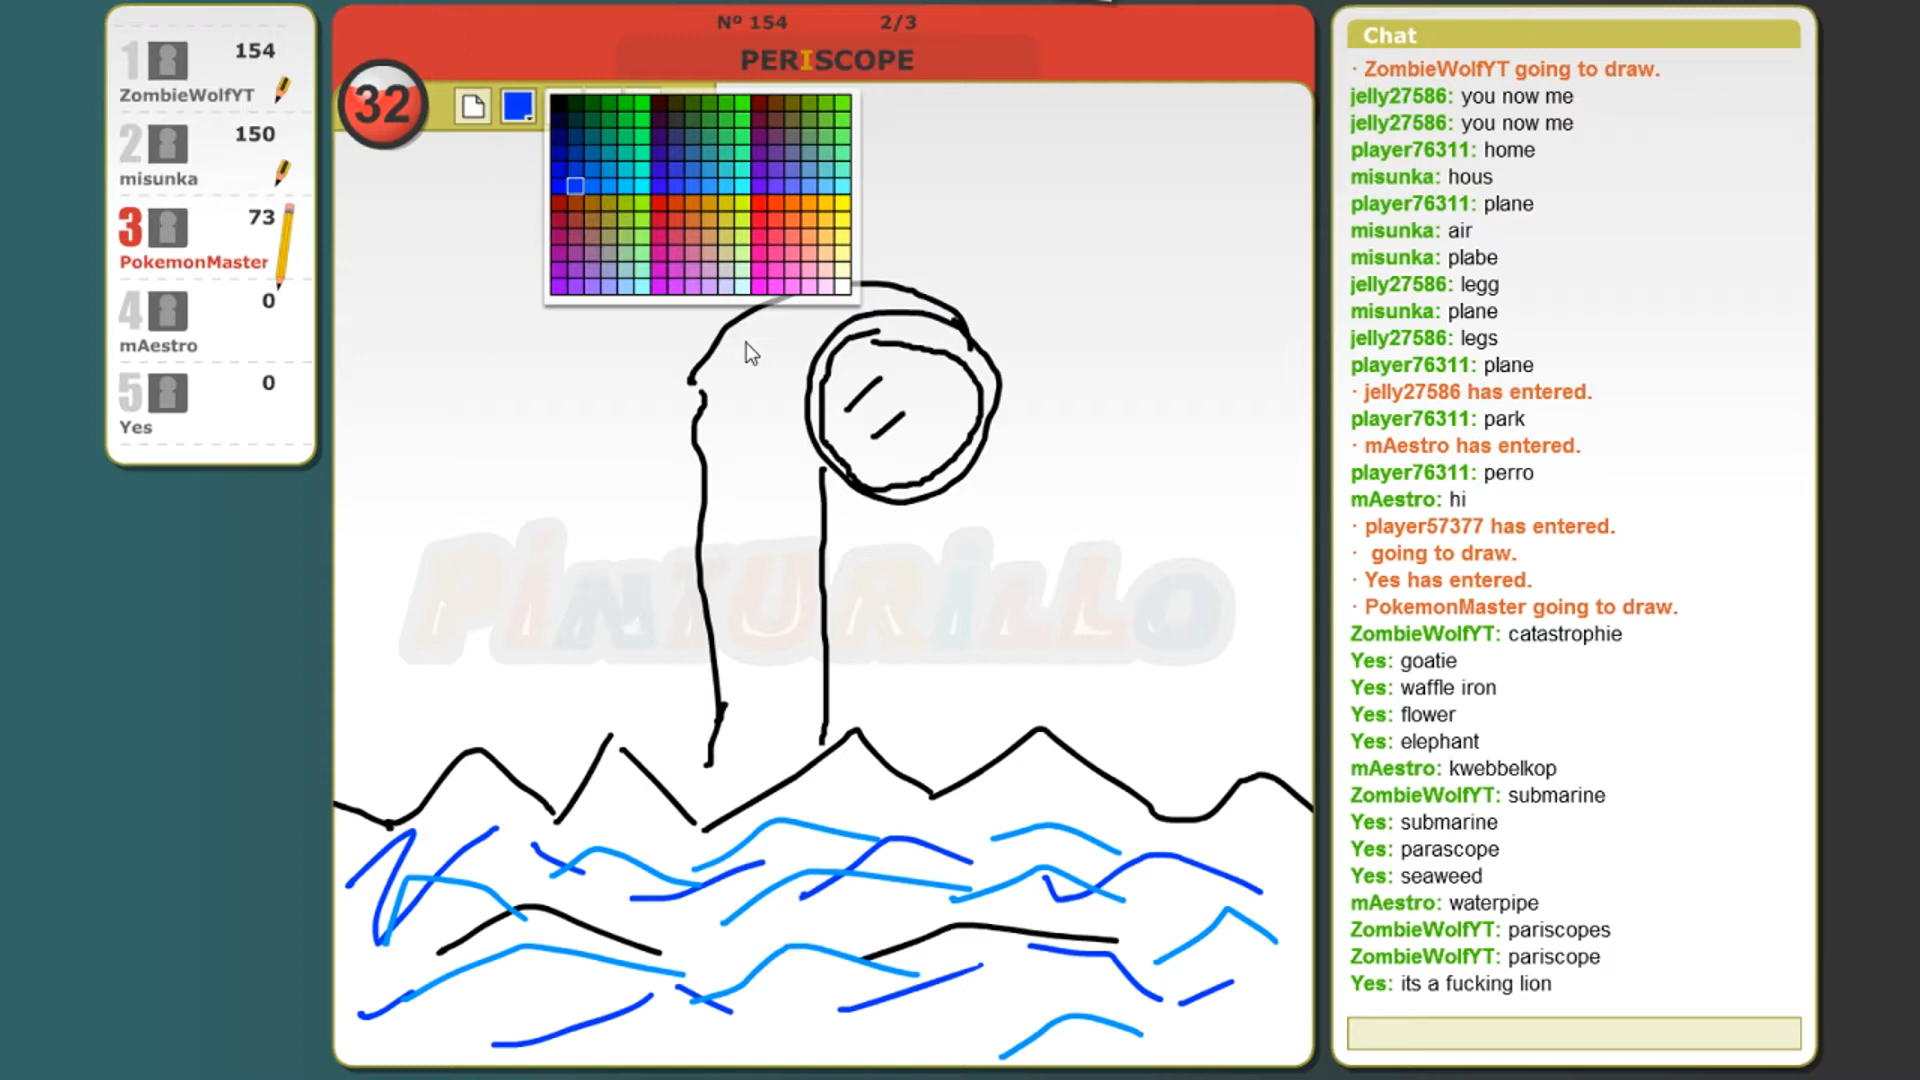 1 154
ZombieWolfYT
2 150
misunka
3 73
PokemonMaster
4 0
mAestro
5 0
Yes
Nº 154 2/3
PERISCOPE
32
PINTURILLO
Chat
· ZombieWolfYT going to draw.
jelly27586: you now me
jelly27586: you now me
player76311: home
misunka: hous
player76311: plane
misunka: air
misunka: plabe
jelly27586: legg
misunka: plane
jelly27586: legs
player76311: plane
· jelly27586 has entered.
player76311: park
· mAestro has entered.
player76311: perro
mAestro: hi
· player57377 has entered.
· going to draw.
· Yes has entered.
· PokemonMaster going to draw.
ZombieWolfYT: catastrophie
Yes: goatie
Yes: waffle iron
Yes: flower
Yes: elephant
mAestro: kwebbelkop
ZombieWolfYT: submarine
Yes: submarine
Yes: parascope
Yes: seaweed
mAestro: waterpipe
ZombieWolfYT: pariscopes
ZombieWolfYT: pariscope
Yes: its a fucking lion